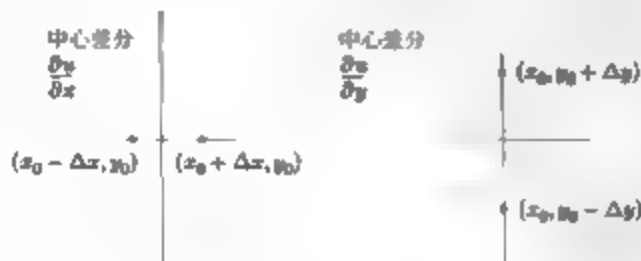 中心差分
∂u
∂x
(x₀ − Δx, y₀)
(x₀ + Δx, y₀)
中心差分
∂u
∂y
(x₀, y₀ + Δy)
(x₀, y₀ − Δy)